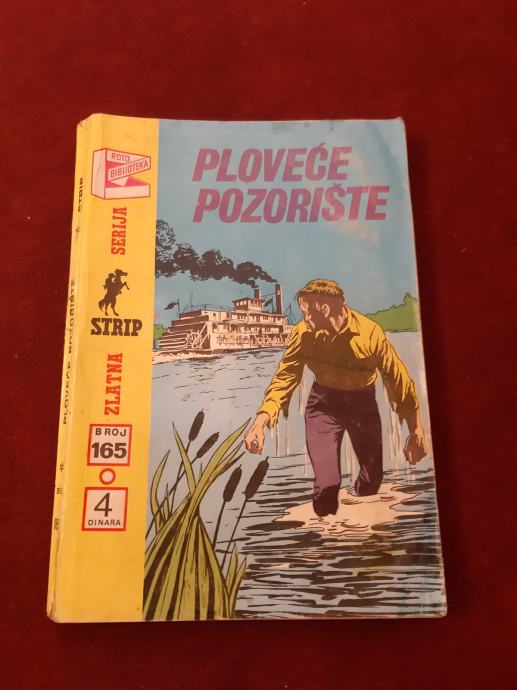 PLOVEĆE
POZORIŠTE
ROTO
BIBLIOTEKA
ZLATNA STRIP SERIJA
BROJ
165
4
DINARA
PLOVEĆE POZORIŠTE
STRIP